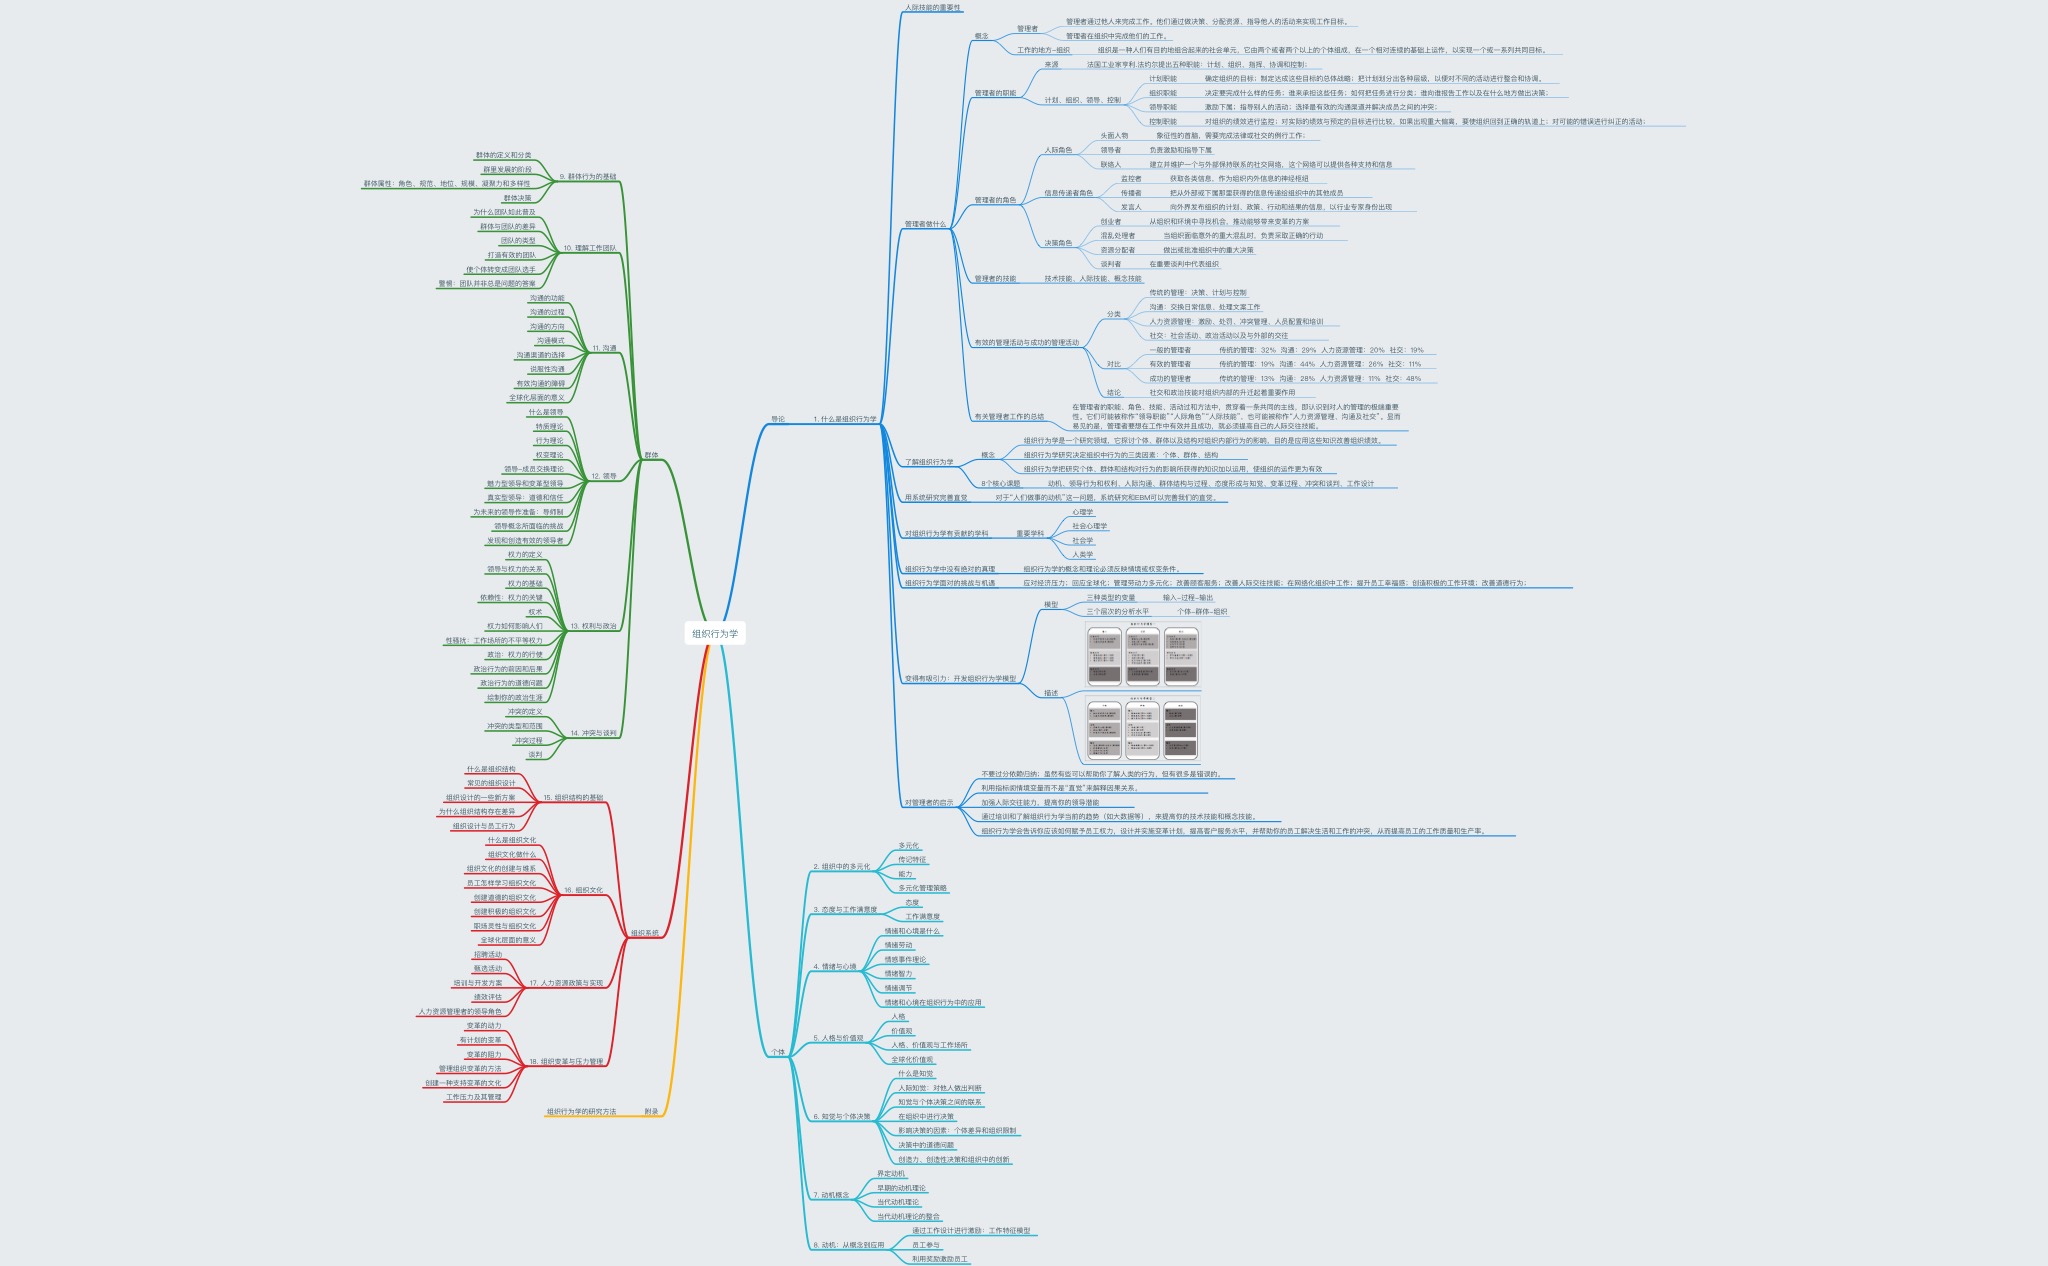 组织行为学
导论
1. 什么是组织行为学
人际技能的重要性
管理者做什么
概念
管理者
管理者通过他人来完成工作。他们通过做决策、分配资源、指导他人的活动来实现工作目标。
管理者在组织中完成他们的工作。
工作的地方-组织
组织是一种人们有目的地组合起来的社会单元，它由两个或者两个以上的个体组成，在一个相对连续的基础上运作，以实现一个或一系列共同目标。
管理者的职能
来源
法国工业家亨利.法约尔提出五种职能：计划、组织、指挥、协调和控制；
计划、组织、领导、控制
计划职能
确定组织的目标；制定达成这些目标的总体战略；把计划划分出各种层级、以便对不同的活动进行整合和协调。
组织职能
决定要完成什么样的任务；谁来承担这些任务；如何把任务进行分类；谁向谁报告工作以及在什么地方做出决策；
领导职能
激励下属；指导别人的活动；选择最有效的沟通渠道并解决成员之间的冲突；
控制职能
对组织的绩效进行监控；对实际的绩效与预定的目标进行比较，如果出现重大偏离，要使组织回到正确的轨道上；对可能的错误进行纠正的活动；
管理者的角色
人际角色
头面人物
象征性的首脑，需要完成法律或社交的例行工作；
领导者
负责激励和指导下属
联络人
建立并维护一个与外部保持联系的社交网络，这个网络可以提供各种支持和信息
信息传递者角色
监控者
获取各类信息，作为组织内外信息的神经枢纽
传播者
把从外部或下属那里获得的信息传递给组织中的其他成员
发言人
向外界发布组织的计划、政策、行动和结果的信息，以行业专家身份出现
决策角色
创业者
从组织和环境中寻找机会，推动能够带来变革的方案
混乱处理者
当组织面临意外的重大混乱时，负责采取正确的行动
资源分配者
做出或批准组织中的重大决策
谈判者
在重要谈判中代表组织
管理者的技能
技术技能、人际技能、概念技能
有效的管理活动与成功的管理活动
分类
传统的管理：决策、计划与控制
沟通：交换日常信息、处理文案工作
人力资源管理：激励、处罚、冲突管理、人员配置和培训
社交：社会活动、政治活动以及与外部的交往
对比
一般的管理者
传统的管理：32% 沟通：29% 人力资源管理：20% 社交：19%
有效的管理者
传统的管理：19% 沟通：44% 人力资源管理：26% 社交：11%
成功的管理者
传统的管理：13% 沟通：28% 人力资源管理：11% 社交：48%
结论
社交和政治技能对组织内部的升迁起着重要作用
有关管理者工作的总结
在管理者的职能、角色、技能、活动过和方法中，贯穿着一条共同的主线，即认识到对人的管理的极端重要
性。它们可能被称作“领导职能”“人际角色”“人际技能”，也可能被称作“人力资源管理、沟通及社交”。显而
易见的是，管理者要想在工作中有效并且成功，就必须提高自己的人际交往技能。
了解组织行为学
概念
组织行为学是一个研究领域，它探讨个体、群体以及结构对组织内部行为的影响，目的是应用这些知识改善组织绩效。
组织行为学研究决定组织中行为的三类因素：个体、群体、结构
组织行为学把研究个体、群体和结构对行为的影响所获得的知识加以运用，使组织的运作更为有效
8个核心课题
动机、领导行为和权利、人际沟通、群体结构与过程、态度形成与知觉、变革过程、冲突和谈判、工作设计
用系统研究完善直觉
对于“人们做事的动机”这一问题，系统研究和EBM可以完善我们的直觉。
对组织行为学有贡献的学科
重要学科
心理学
社会心理学
社会学
人类学
组织行为学中没有绝对的真理
组织行为学的概念和理论必须反映情境或权变条件。
组织行为学面对的挑战与机遇
应对经济压力；回应全球化；管理劳动力多元化；改善顾客服务；改善人际交往技能；在网络化组织中工作；提升员工幸福感；创造积极的工作环境；改善道德行为；
变得有吸引力：开发组织行为学模型
模型
三种类型的变量
输入-过程-输出
三个层次的分析水平
个体-群体-组织
描述
对管理者的启示
不要过分依赖归纳；虽然有些可以帮助你了解人类的行为，但有很多是错误的。
利用指标跟情境变量而不是“直觉”来解释因果关系。
加强人际交往能力，提高你的领导潜能
通过培训和了解组织行为学当前的趋势（如大数据等），来提高你的技术技能和概念技能。
组织行为学会告诉你应该如何赋予员工权力，设计并实施变革计划，提高客户服务水平，并帮助你的员工解决生活和工作的冲突，从而提高员工的工作质量和生产率。
个体
2. 组织中的多元化
多元化
传记特征
能力
多元化管理策略
3. 态度与工作满意度
态度
工作满意度
4. 情绪与心境
情绪和心境是什么
情绪劳动
情感事件理论
情绪智力
情绪调节
情绪和心境在组织行为中的应用
5. 人格与价值观
人格
价值观
人格、价值观与工作场所
全球化价值观
6. 知觉与个体决策
什么是知觉
人际知觉：对他人做出判断
知觉与个体决策之间的联系
在组织中进行决策
影响决策的因素：个体差异和组织限制
决策中的道德问题
创造力、创造性决策和组织中的创新
7. 动机概念
界定动机
早期的动机理论
当代动机理论
当代动机理论的整合
8. 动机：从概念到应用
通过工作设计进行激励：工作特征模型
员工参与
利用奖励激励员工
群体
9. 群体行为的基础
群体的定义和分类
群里发展的阶段
群体属性：角色、规范、地位、规模、凝聚力和多样性
群体决策
10. 理解工作团队
为什么团队如此普及
群体与团队的差异
团队的类型
打造有效的团队
使个体转变成团队选手
警惕：团队并非总是问题的答案
11. 沟通
沟通的功能
沟通的过程
沟通的方向
沟通模式
沟通渠道的选择
说服性沟通
有效沟通的障碍
全球化层面的意义
12. 领导
什么是领导
特质理论
行为理论
权变理论
领导-成员交换理论
魅力型领导和变革型领导
真实型领导：道德和信任
为未来的领导作准备：导师制
领导概念所面临的挑战
发现和创造有效的领导者
13. 权利与政治
权力的定义
领导与权力的关系
权力的基础
依赖性：权力的关键
权术
权力如何影响人们
性骚扰：工作场所的不平等权力
政治：权力的行使
政治行为的前因和后果
政治行为的道德问题
绘制你的政治生涯
14. 冲突与谈判
冲突的定义
冲突的类型和范围
冲突过程
谈判
组织系统
15. 组织结构的基础
什么是组织结构
常见的组织设计
组织设计的一些新方案
为什么组织结构存在差异
组织设计与员工行为
16. 组织文化
什么是组织文化
组织文化做什么
组织文化的创建与维系
员工怎样学习组织文化
创建道德的组织文化
创建积极的组织文化
职场灵性与组织文化
全球化层面的意义
17. 人力资源政策与实现
招聘活动
甄选活动
培训与开发方案
绩效评估
人力资源管理者的领导角色
18. 组织变革与压力管理
变革的动力
有计划的变革
变革的阻力
管理组织变革的方法
创建一种支持变革的文化
工作压力及其管理
附录
组织行为学的研究方法